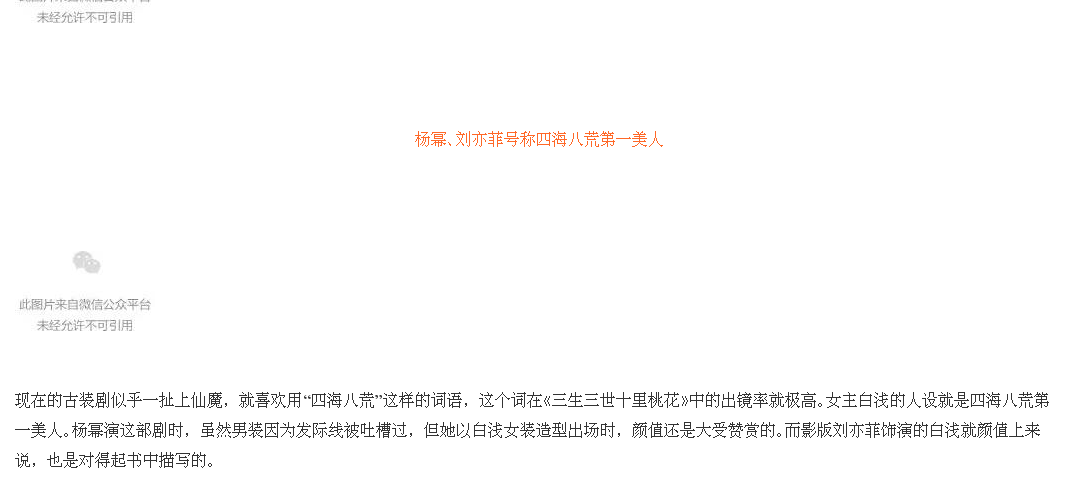 未经允许不可引用
杨幂、刘亦菲号称四海八荒第一美人
此图片来自微信公众平台
未经允许不可引用
现在的古装剧似乎一扯上仙魔，就喜欢用“四海八荒”这样的词语，这个词在《三生三世十里桃花》中的出镜率就极高。女主白浅的人设就是四海八荒第
一美人。杨幂演这部剧时，虽然男装因为发际线被吐槽过，但她以白浅女装造型出场时，颜值还是大受赞赏的。而影版刘亦菲饰演的白浅就颜值上来
说，也是对得起书中描写的。